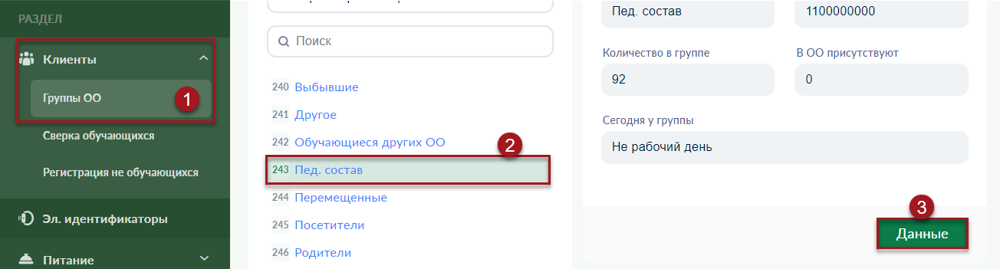 РАЗДЕЛ
Клиенты
Группы ОО
1
Сверка обучающихся
Регистрация не обучающихся
Эл. идентификаторы
Питание
Поиск
240 Выбывшие
241 Другое
242 Обучающиеся других ОО
2
243 Пед. состав
244 Перемещенные
245 Посетители
246 Родители
Пед. состав 1100000000
Количество в группе В ОО присутствуют
92 0
Сегодня у группы
Не рабочий день
3
Данные